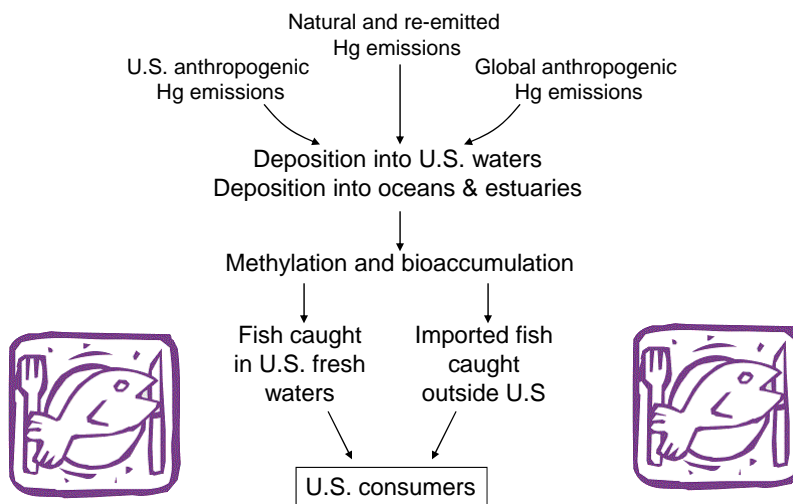 Natural and re-emitted
Hg emissions
U.S. anthropogenic
Hg emissions
Global anthropogenic
Hg emissions
Deposition into U.S. waters
Deposition into oceans & estuaries
Methylation and bioaccumulation
Fish caught
in U.S. fresh
waters
Imported fish
caught
outside U.S
U.S. consumers